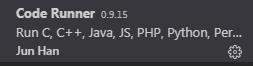 Code Runner 0.9.15
Run C, C++, Java, JS, PHP, Python, Per...
Jun Han